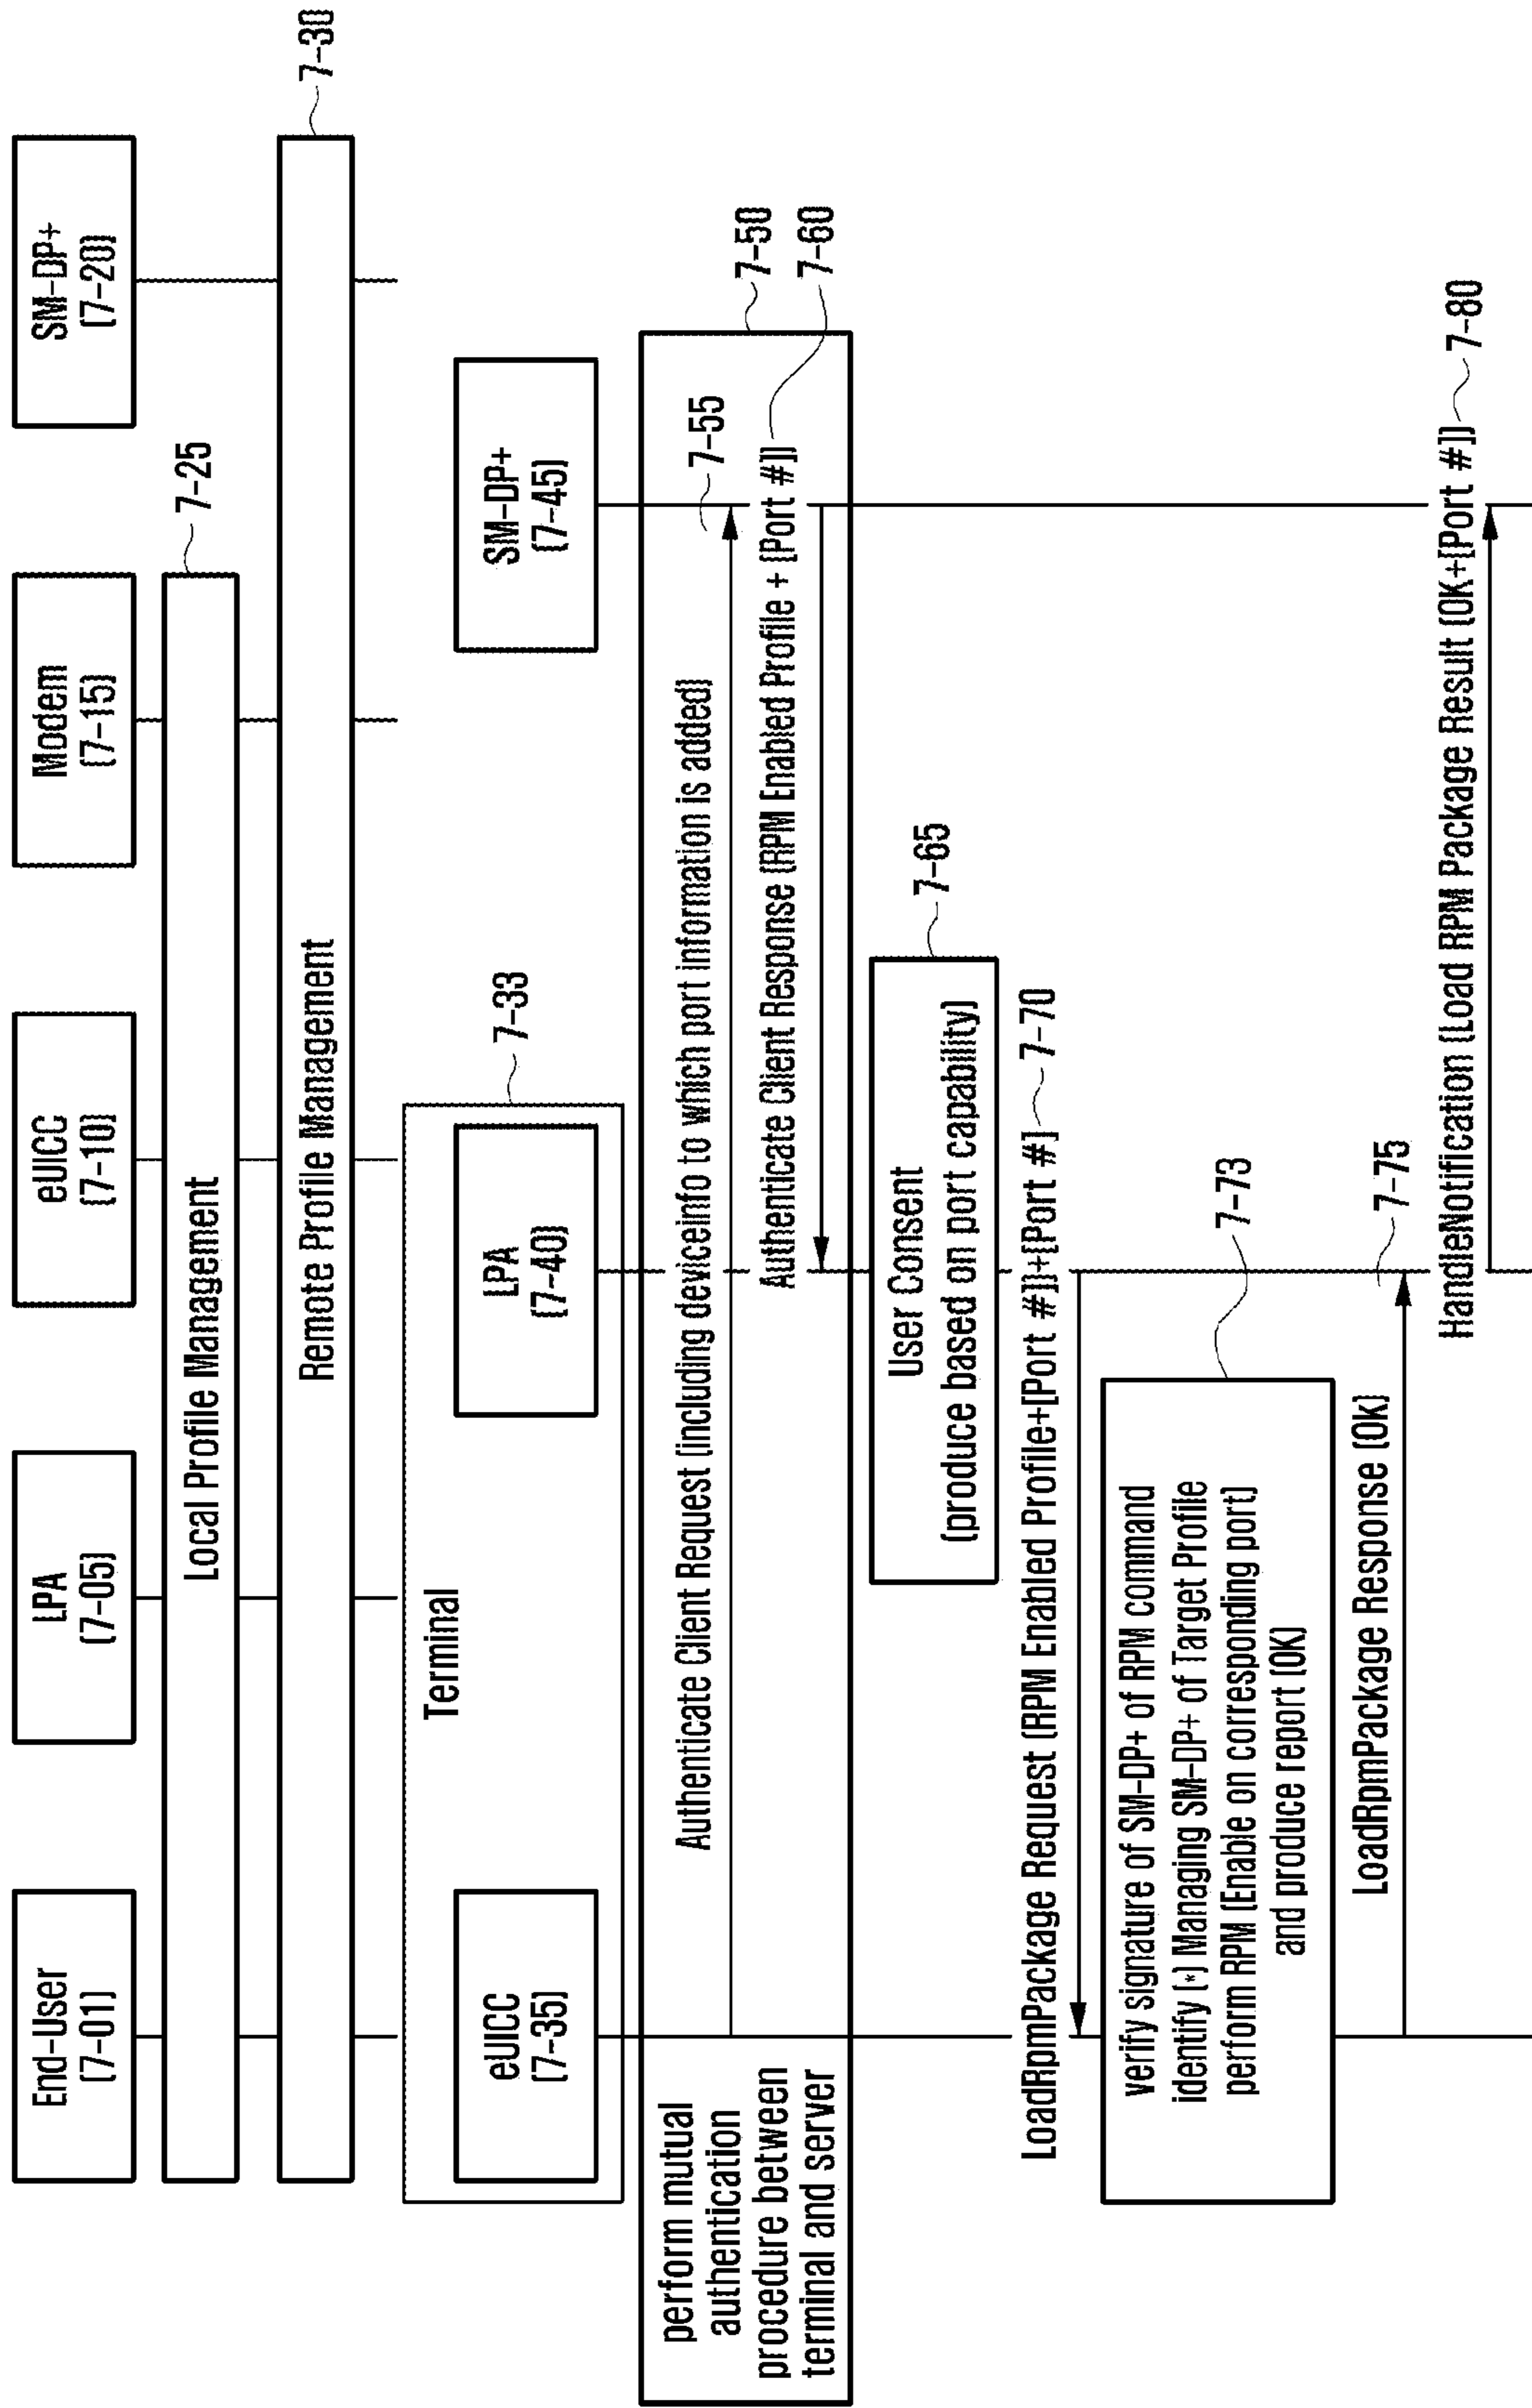 End-User
(7-01)
LPA
(7-05)
eUICC
(7-10)
Modem
(7-15)
SM-DP+
(7-20)
Local Profile Management
7-25
Remote Profile Management
7-30
Terminal
7-33
eUICC
(7-35)
LPA
(7-40)
SM-DP+
(7-45)
perform mutual
authentication
procedure between
terminal and server
7-50
Authenticate Client Request (including deviceinfo to which port information is added)
7-55
Authenticate Client Response (RPM Enabled Profile + [Port #])
7-60
User Consent
(produce based on port capability)
7-65
LoadRpmPackage Request (RPM Enabled Profile+[Port #])+[Port #]
7-70
verify signature of SM-DP+ of RPM command
identify (*) Managing SM-DP+ of Target Profile
perform RPM (Enable on corresponding port)
and produce report (OK)
7-73
LoadRpmPackage Response (OK)
7-75
HandleNotification (Load RPM Package Result (OK+[Port #])
7-80